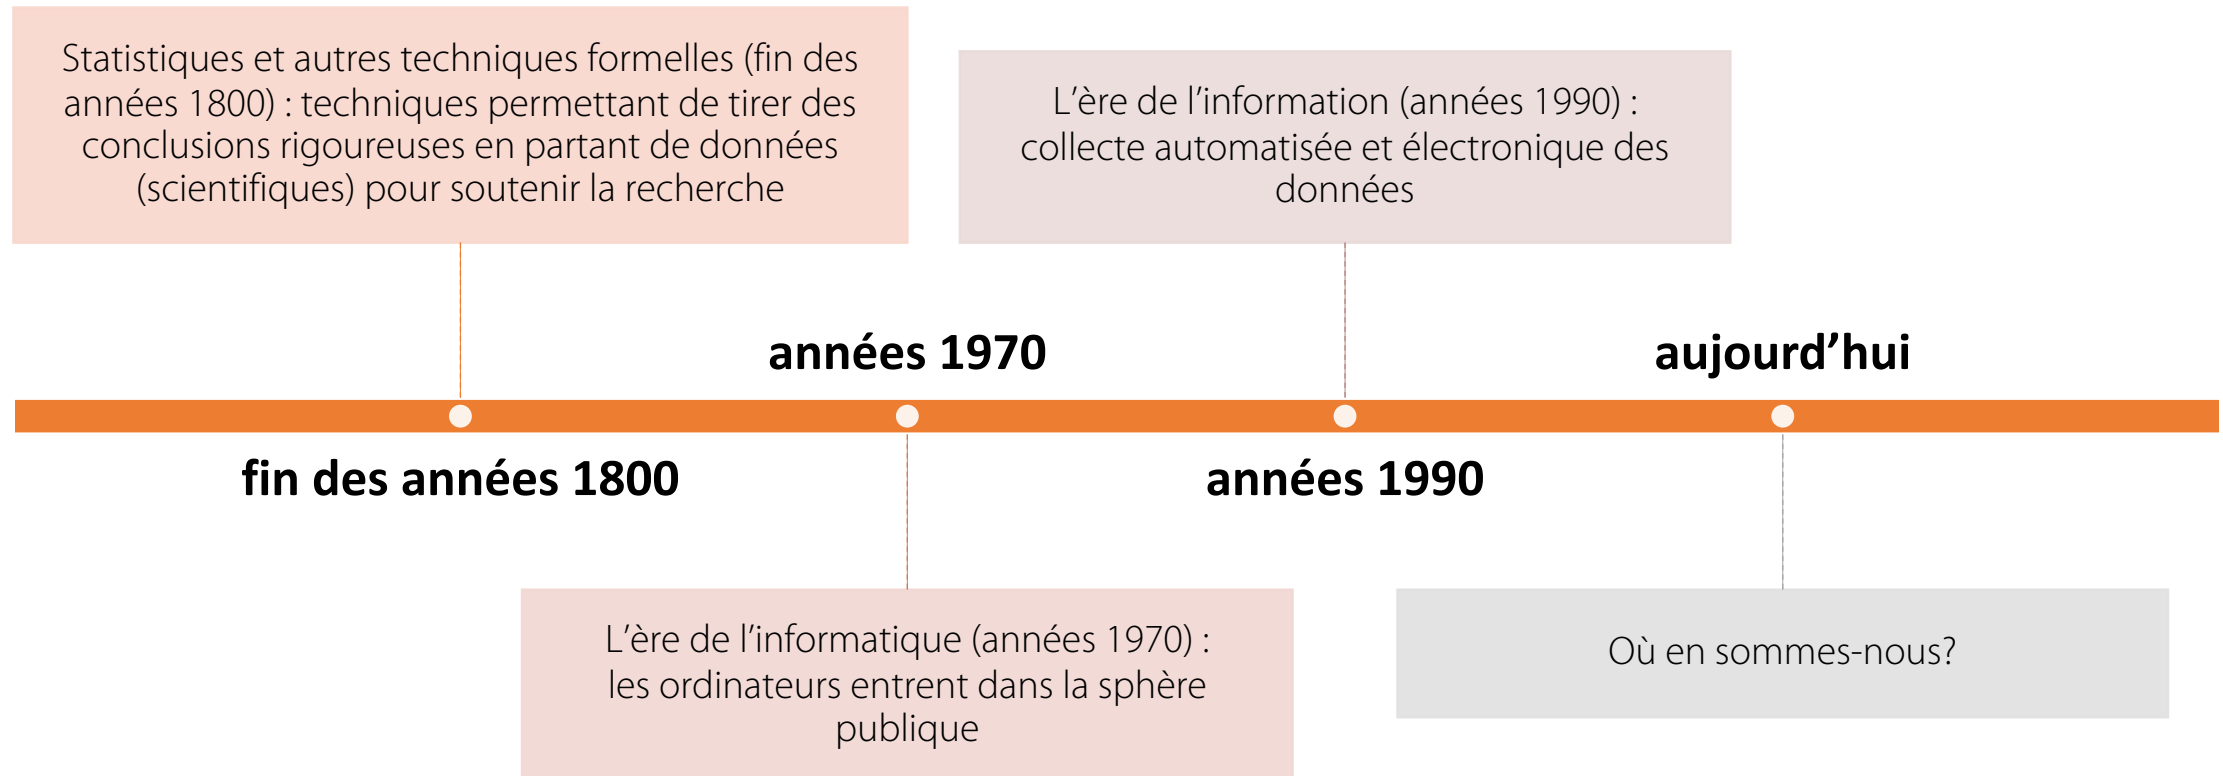 Statistiques et autres techniques formelles (fin des
années 1800) : techniques permettant de tirer des
conclusions rigoureuses en partant de données
(scientifiques) pour soutenir la recherche
L’ère de l’information (années 1990) :
collecte automatisée et électronique des
données
années 1970
aujourd’hui
fin des années 1800
années 1990
L’ère de l’informatique (années 1970) :
les ordinateurs entrent dans la sphère
publique
Où en sommes-nous?